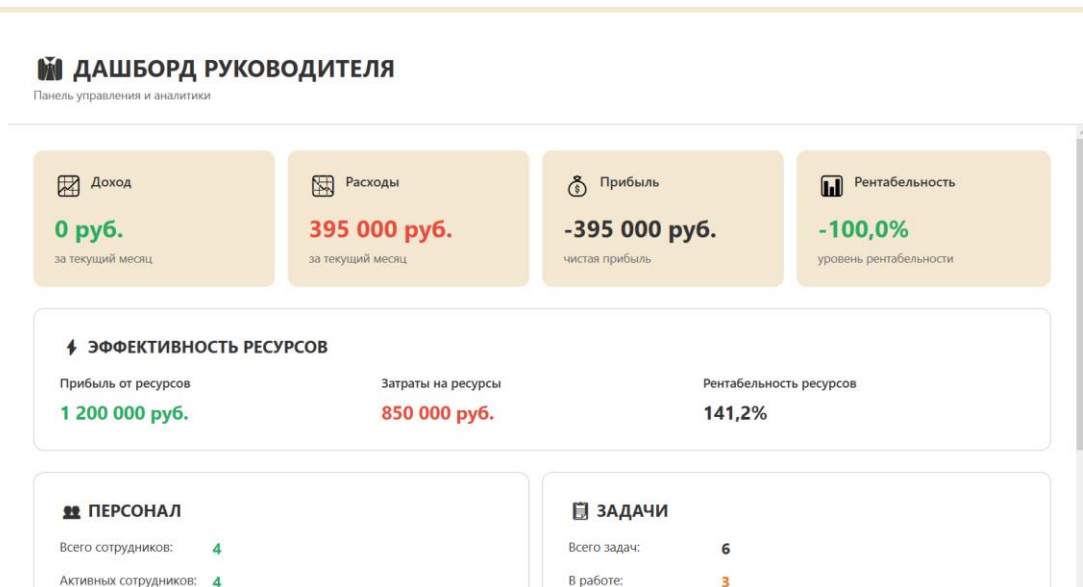 ДАШБОРД РУКОВОДИТЕЛЯ
Панель управления и аналитики
Доход
0 руб.
за текущий месяц
Расходы
395 000 руб.
за текущий месяц
Прибыль
-395 000 руб.
чистая прибыль
Рентабельность
-100,0%
уровень рентабельности
ЭФФЕКТИВНОСТЬ РЕСУРСОВ
Прибыль от ресурсов
1 200 000 руб.
Затраты на ресурсы
850 000 руб.
Рентабельность ресурсов
141,2%
ПЕРСОНАЛ
Всего сотрудников: 4
Активных сотрудников: 4
ЗАДАЧИ
Всего задач: 6
В работе: 3